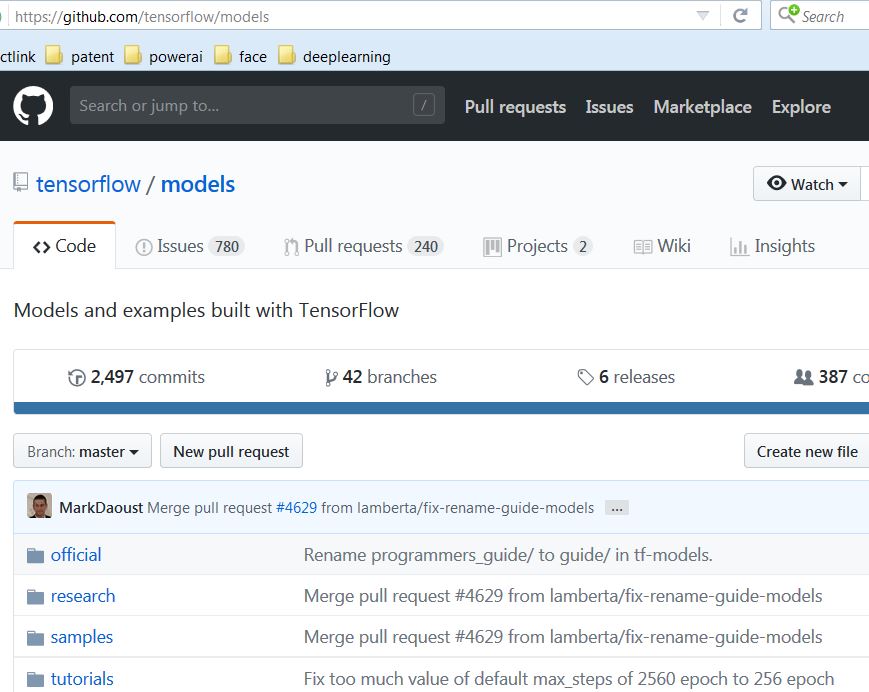 https://github.com/tensorflow/models
Search
ctlink patent powerai face deeplearning
Search or jump to... / Pull requests Issues Marketplace Explore
tensorflow / models Watch
Code Issues 780 Pull requests 240 Projects 2 Wiki Insights
Models and examples built with TensorFlow
2,497 commits 42 branches 6 releases 387 co
Branch: master New pull request Create new file
MarkDaoust Merge pull request #4629 from lamberta/fix-rename-guide-models ...
official Rename programmers_guide/ to guide/ in tf-models.
research Merge pull request #4629 from lamberta/fix-rename-guide-models
samples Merge pull request #4629 from lamberta/fix-rename-guide-models
tutorials Fix too much value of default max_steps of 2560 epoch to 256 epoch